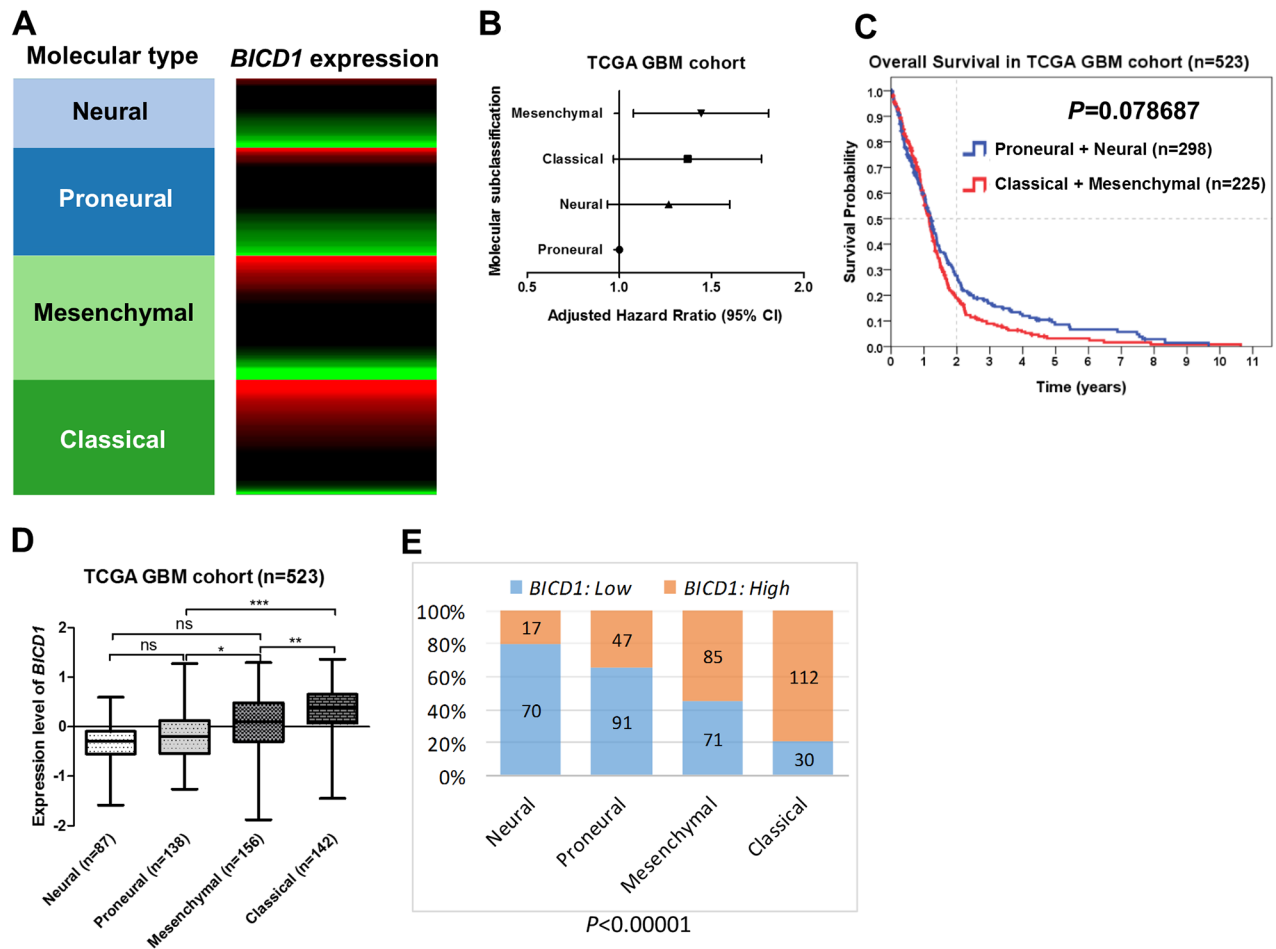 A
Molecular type
BICD1 expression
Neural
Proneural
Mesenchymal
Classical
B
TCGA GBM cohort
Molecular subclassification
Mesenchymal
Classical
Neural
Proneural
0.5
1.0
1.5
2.0
Adjusted Hazard Rratio (95% CI)
C
Overall Survival in TCGA GBM cohort (n=523)
P=0.078687
Proneural + Neural (n=298)
Classical + Mesenchymal (n=225)
Survival Probability
1.0
0.9
0.8
0.7
0.6
0.5
0.4
0.3
0.2
0.1
0.0
0 1 2 3 4 5 6 7 8 9 10 11
Time (years)
D
TCGA GBM cohort (n=523)
Expression level of BICD1
***
ns
ns
*
**
2
1
0
-1
-2
Neural (n=87)
Proneural (n=138)
Mesenchymal (n=156)
Classical (n=142)
E
BICD1: Low
BICD1: High
100%
80%
60%
40%
20%
0%
17
47
85
112
70
91
71
30
Neural
Proneural
Mesenchymal
Classical
P<0.00001